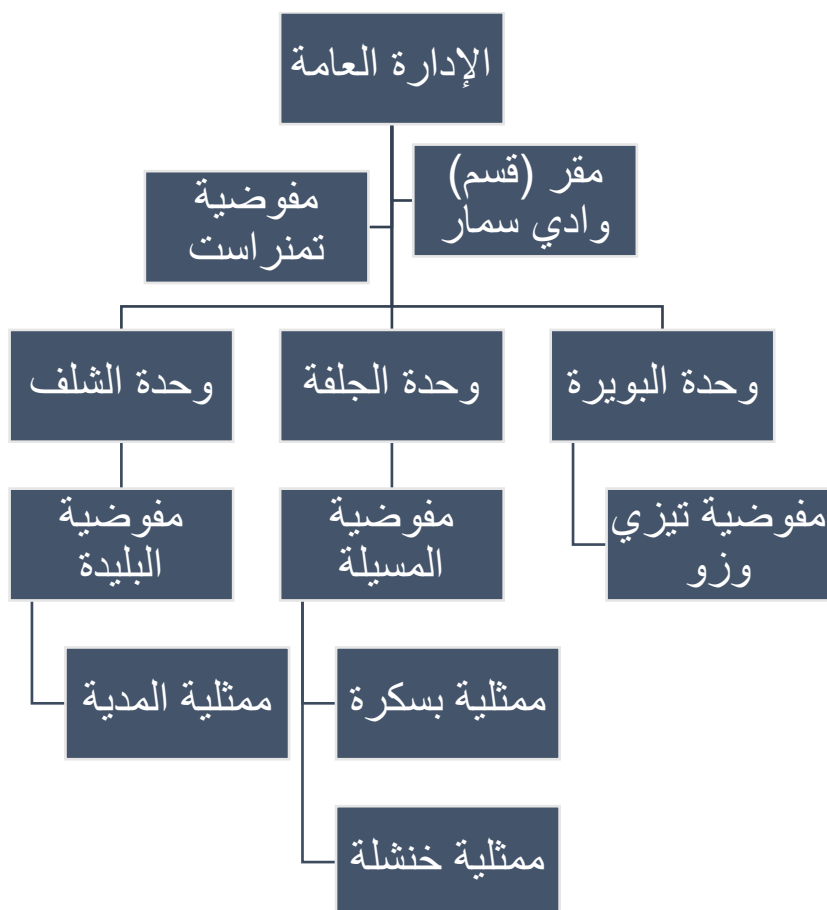 الإدارة العامة
مقر (قسم)
وادي سمار
مفوضية
تمنراست
وحدة البويرة
وحدة الجلفة
وحدة الشلف
مفوضية تيزي
وزو
مفوضية
المسيلة
مفوضية
البليدة
ممثلية بسكرة
ممثلية المدية
ممثلية خنشلة